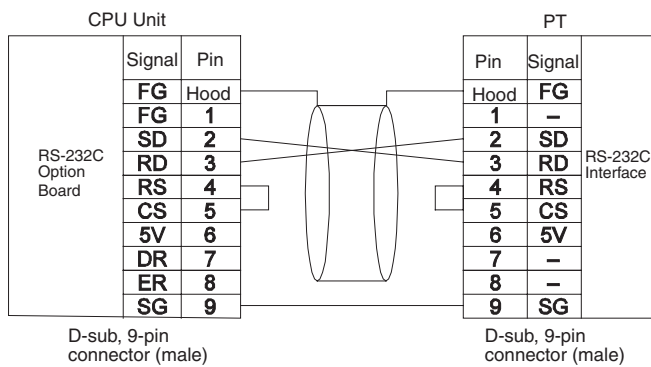 CPU Unit
PT
Signal Pin
Pin Signal
FG Hood
Hood FG
FG 1
1 –
SD 2
2 SD
RD 3
3 RD
RS 4
4 RS
CS 5
5 CS
5V 6
6 5V
DR 7
7 –
ER 8
8 –
SG 9
9 SG
RS-232C
Option
Board
RS-232C
Interface
D-sub, 9-pin
connector (male)
D-sub, 9-pin
connector (male)